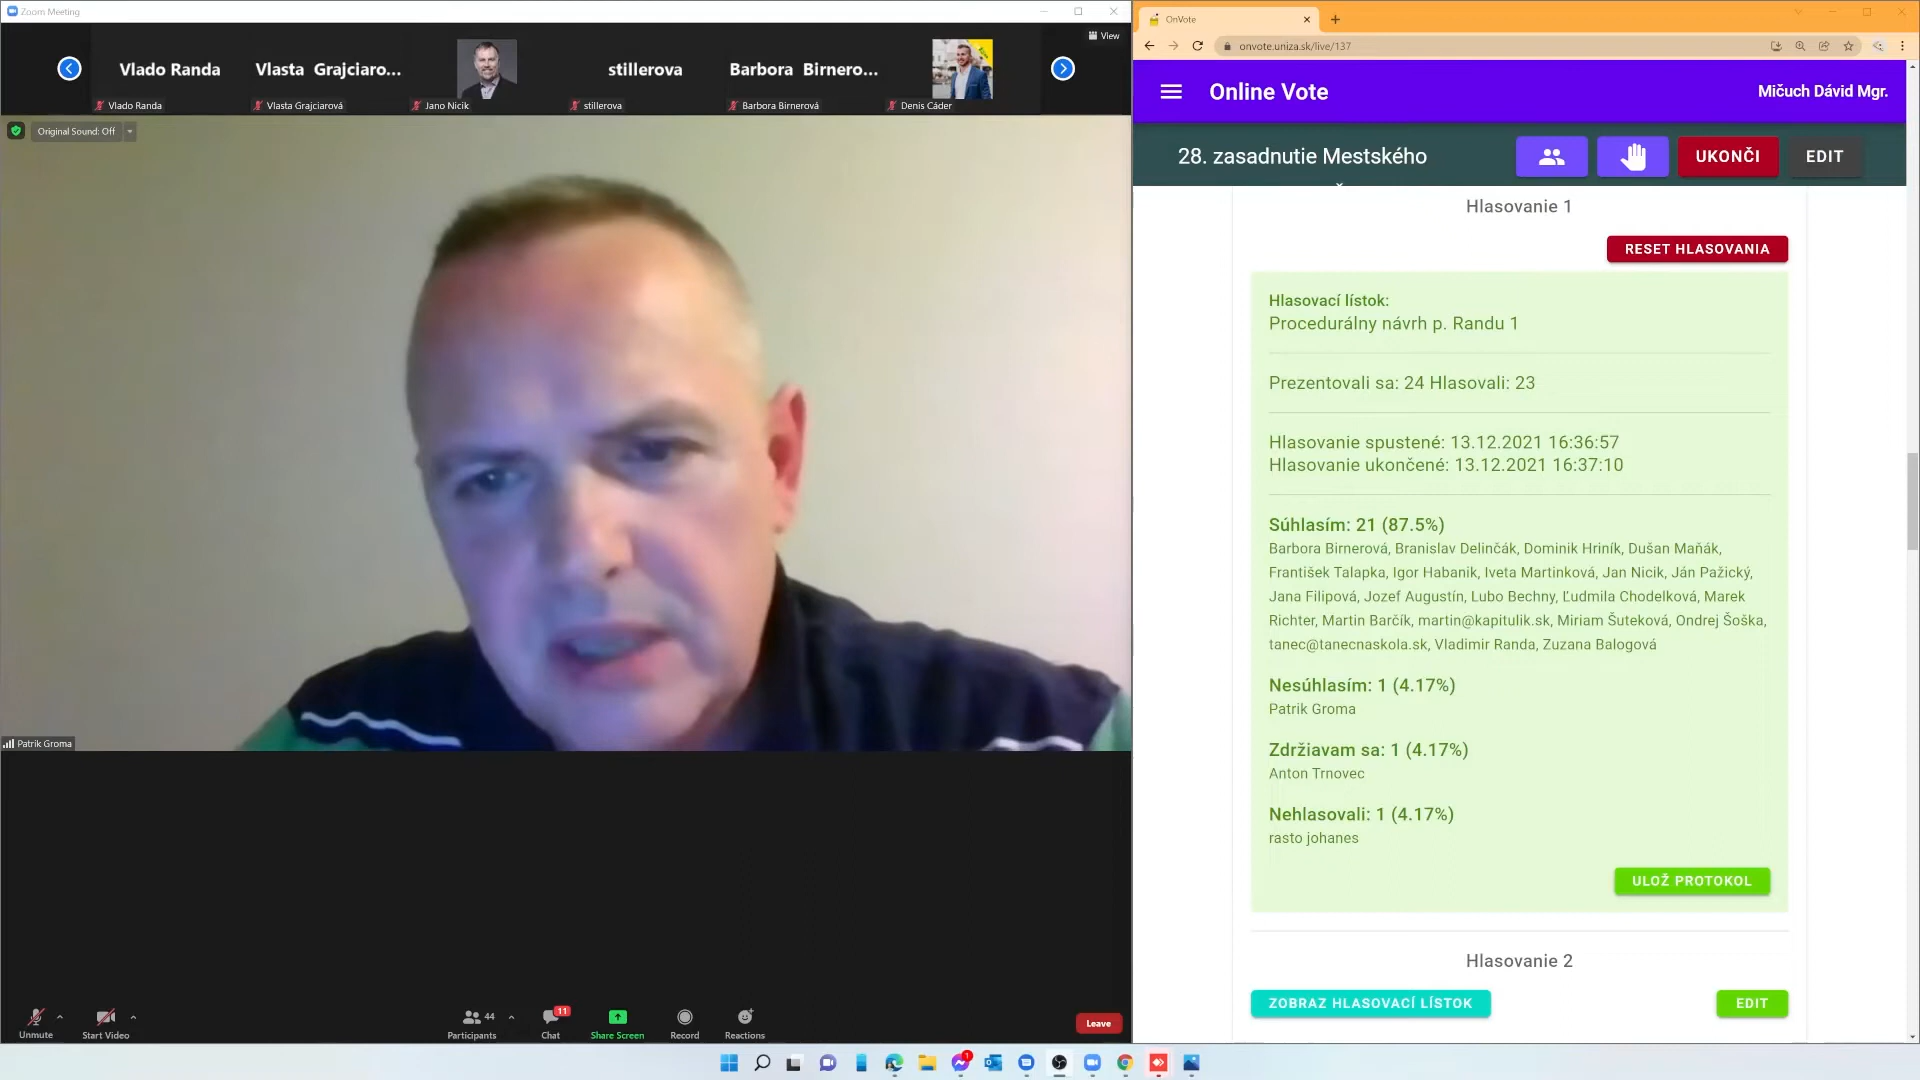 Zoom Meeting
View
Vlado Randa
Vlasta Grajciaro...
stillerova
Barbora Birnero...
Vlado Randa
Vlasta Grajciarová
Jano Nicík
stillerova
Barbora Birnerová
Denis Cáder
Original Sound: Off
Patrik Groma
Unmute
Start Video
44
Participants
11
Chat
Share Screen
Record
Reactions
Leave
OnVote
onvote.uniza.sk/live/137
Online Vote
Mičuch Dávid Mgr.
28. zasadnutie Mestského
UKONČI
EDIT
Hlasovanie 1
RESET HLASOVANIA
Hlasovací lístok:
Procedurálny návrh p. Randu 1
Prezentovali sa: 24 Hlasovali: 23
Hlasovanie spustené: 13.12.2021 16:36:57
Hlasovanie ukončené: 13.12.2021 16:37:10
Súhlasím: 21 (87.5%)
Barbora Birnerová, Branislav Delinčák, Dominik Hriník, Dušan Maňák,
František Talapka, Igor Habanik, Iveta Martinková, Jan Nicik, Ján Pažický,
Jana Filipová, Jozef Augustín, Lubo Bechny, Ľudmila Chodelková, Marek
Richter, Martin Barčík, martin@kapitulik.sk, Miriam Šuteková, Ondrej Šoška,
tanec@tanecnaskola.sk, Vladimir Randa, Zuzana Balogová
Nesúhlasím: 1 (4.17%)
Patrik Groma
Zdržiavam sa: 1 (4.17%)
Anton Trnovec
Nehlasovali: 1 (4.17%)
rasto johanes
ULOŽ PROTOKOL
Hlasovanie 2
ZOBRAZ HLASOVACÍ LÍSTOK
EDIT
1